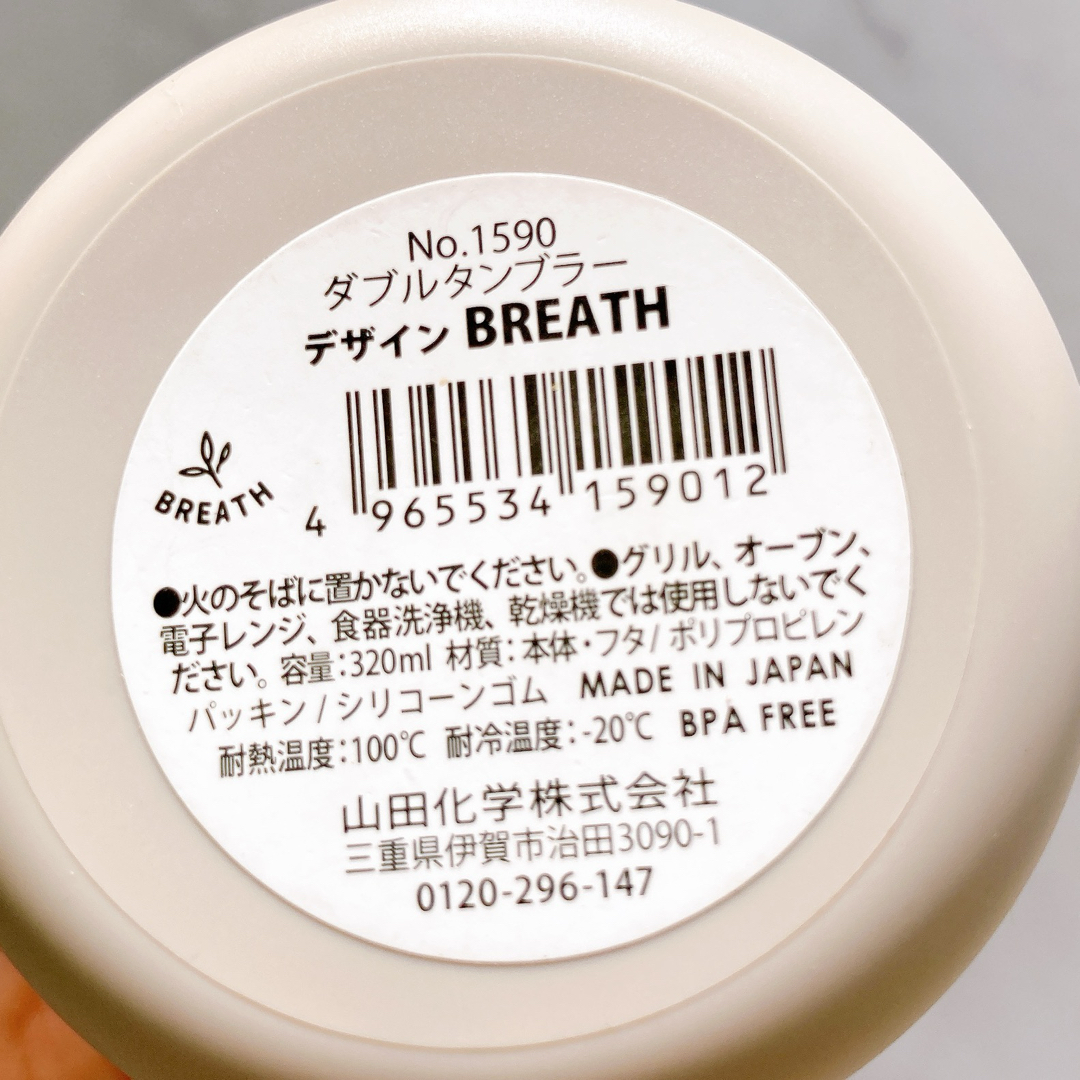 No.1590
ダブルタンブラー
デザイン BREATH
BREATH
4 965534 159012
●火のそばに置かないでください。●グリル、オーブン、
電子レンジ、食器洗浄機、乾燥機では使用しないでく
ださい。容量:320ml 材質:本体・フタ/ポリプロピレン
パッキン/シリコーンゴム MADE IN JAPAN
耐熱温度:100℃ 耐冷温度:-20℃ BPA FREE
山田化学株式会社
三重県伊賀市治田3090-1
0120-296-147